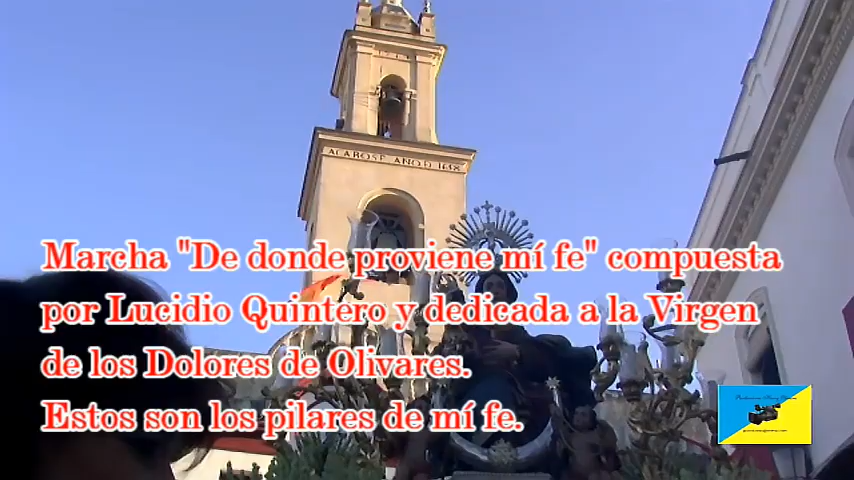 ACABOSE ANO D 
Marcha "De donde proviene mí fe" compuesta
por Lucidio Quintero y dedicada a la Virgen
de los Dolores de Olivares.
Estos son los pilares de mí fe.